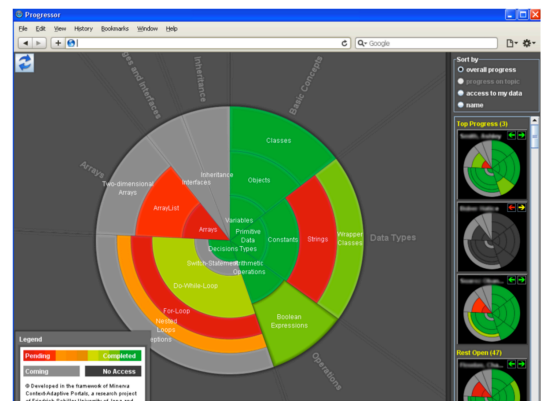 Progressor
File Edit View History Bookmarks Window Help
Google
Sort by
overall progress
progress on topic
access to my data
name
Top Progress (3)
Rest Open (47)
ges and Interfaces
Inheritance
Basic Concepts
Arrays
Data Types
Operations
Classes
Objects
Inheritance
Interfaces
Two-dimensional
Arrays
ArrayList
Arrays
Variables
Primitive
Data
Types
Decisions
Constants
Strings
Wrapper
Classes
Switch-Statement
Arithmetic
Operations
Do-While-Loop
Boolean
Expressions
For-Loop
Nested
Loops
eptions
Legend
Pending Completed
Coming No Access
© Developed in the framework of Minerva
Context-Adaptive Portals, a research project
of Friedrich Schiller University of Jena and